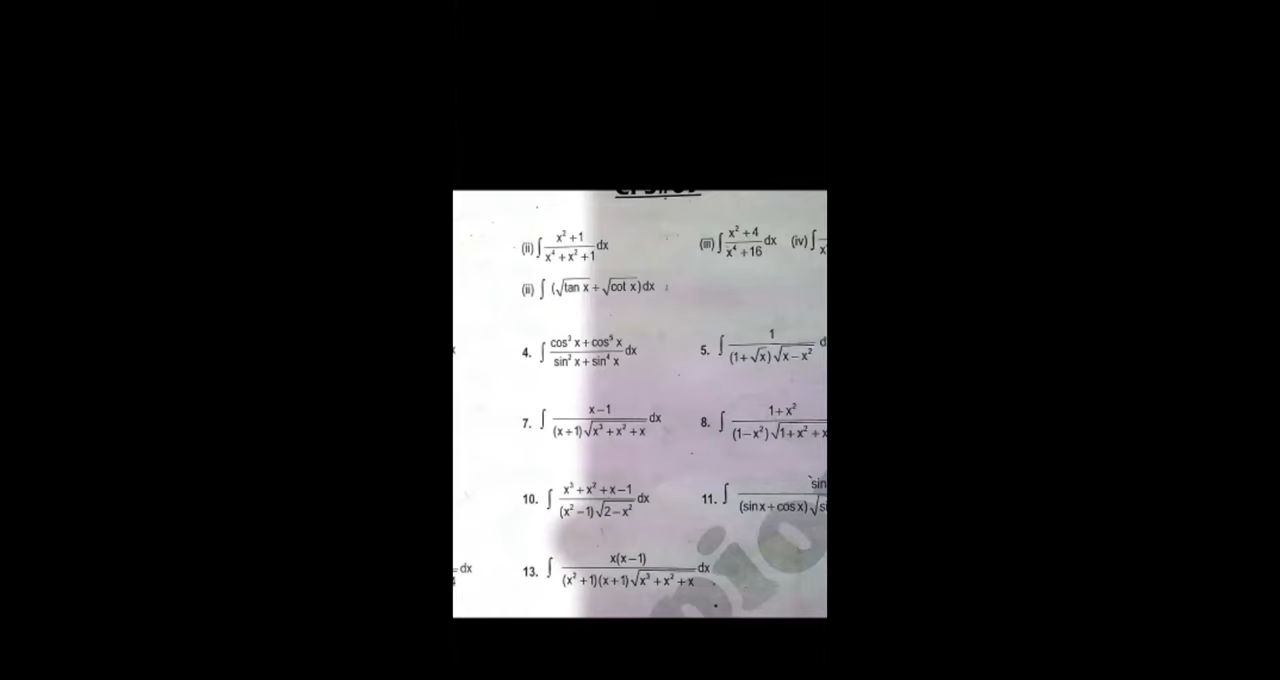 (ii) ∫ (x² + 1)/(x⁴ + x² + 1) dx (iii) ∫ (x² + 4)/(x⁴ + 16) dx (iv) ∫
(ii) ∫ (√tan x + √cot x) dx
4. ∫ (cos³ x + cos⁵ x)/(sin² x + sin⁴ x) dx 5. ∫ 1/((1 + √x) √(x − x²)) d
7. ∫ (x − 1)/((x + 1) √(x³ + x² + x)) dx 8. ∫ (1 + x²)/((1 − x²) √(1 + x² + x
10. ∫ (x³ + x² + x − 1)/((x² − 1) √(2 − x²)) dx 11. ∫ sin/((sin x + cos x) √si
dx 13. ∫ x(x − 1)/((x² + 1)(x + 1) √(x³ + x² + x)) dx